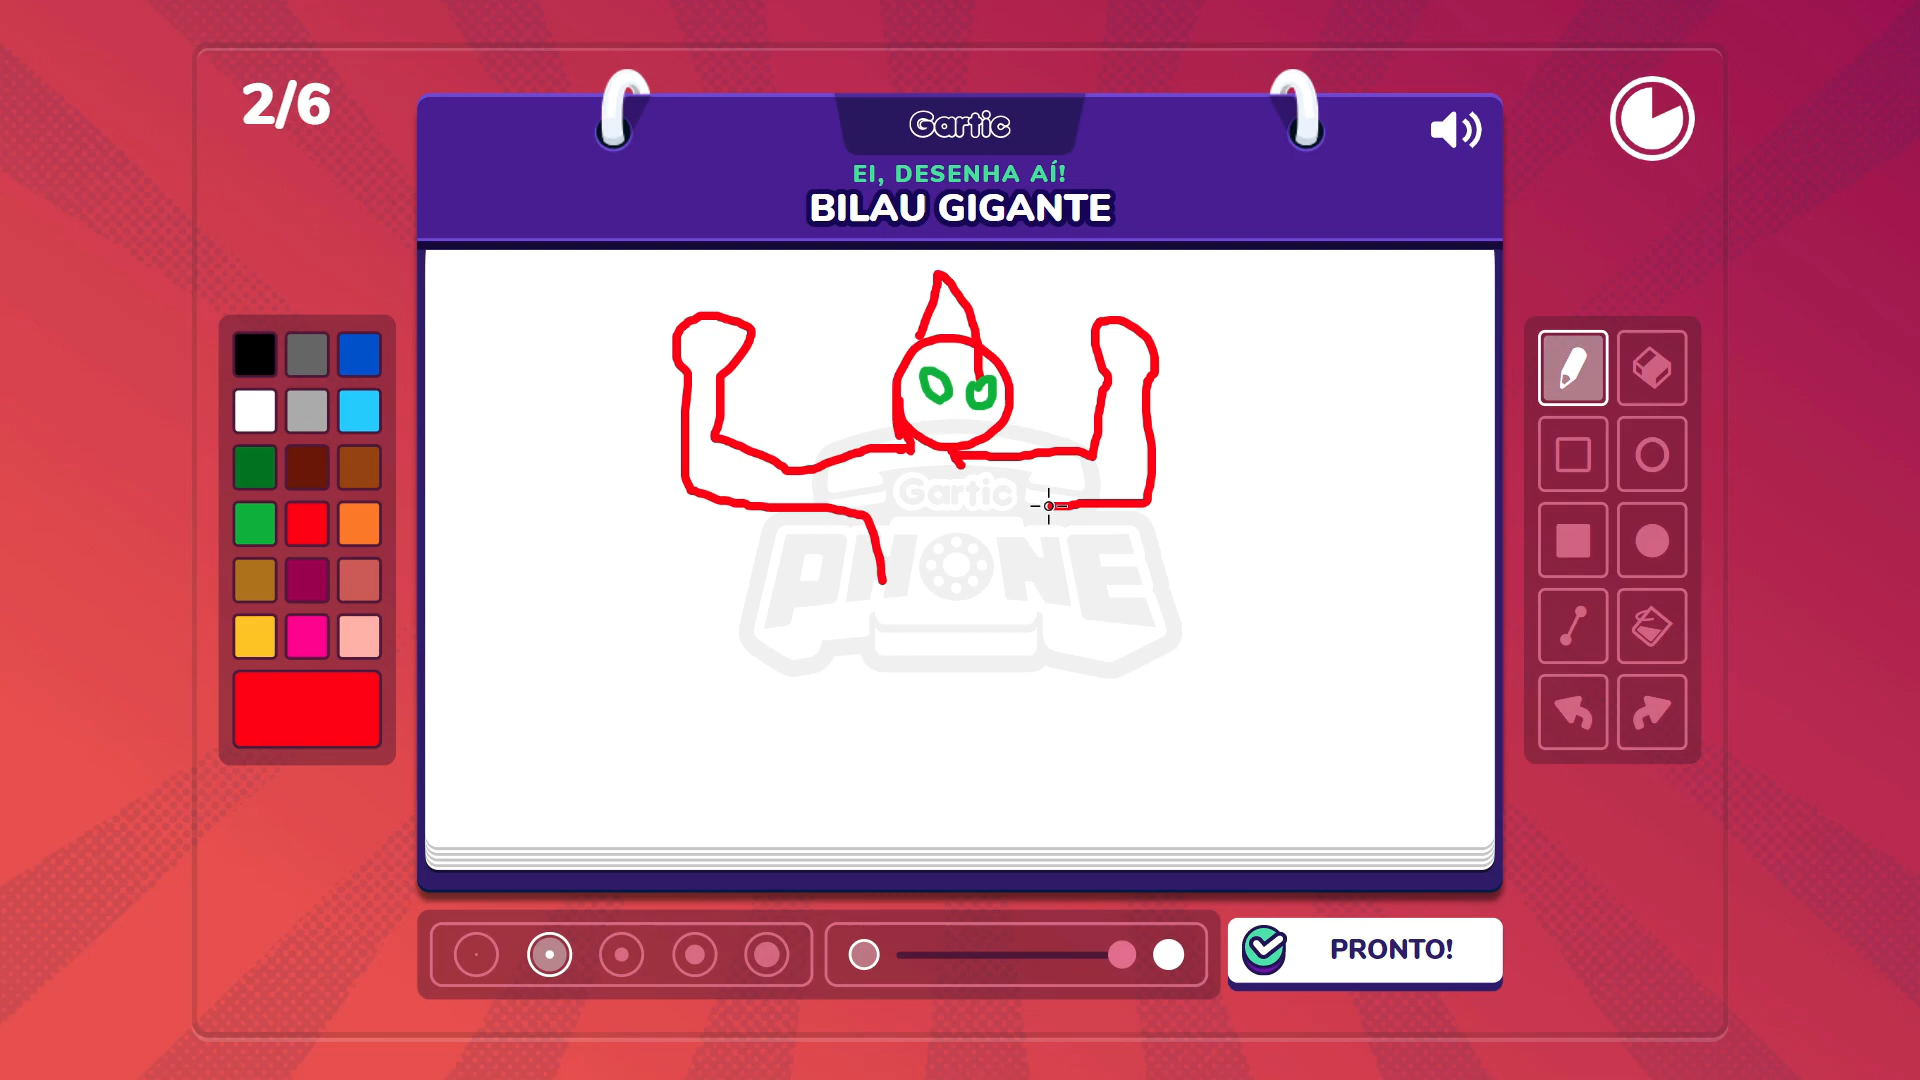 2/6
Gartic
EI, DESENHA AÍ!
BILAU GIGANTE
Gartic
PHONE
PRONTO!